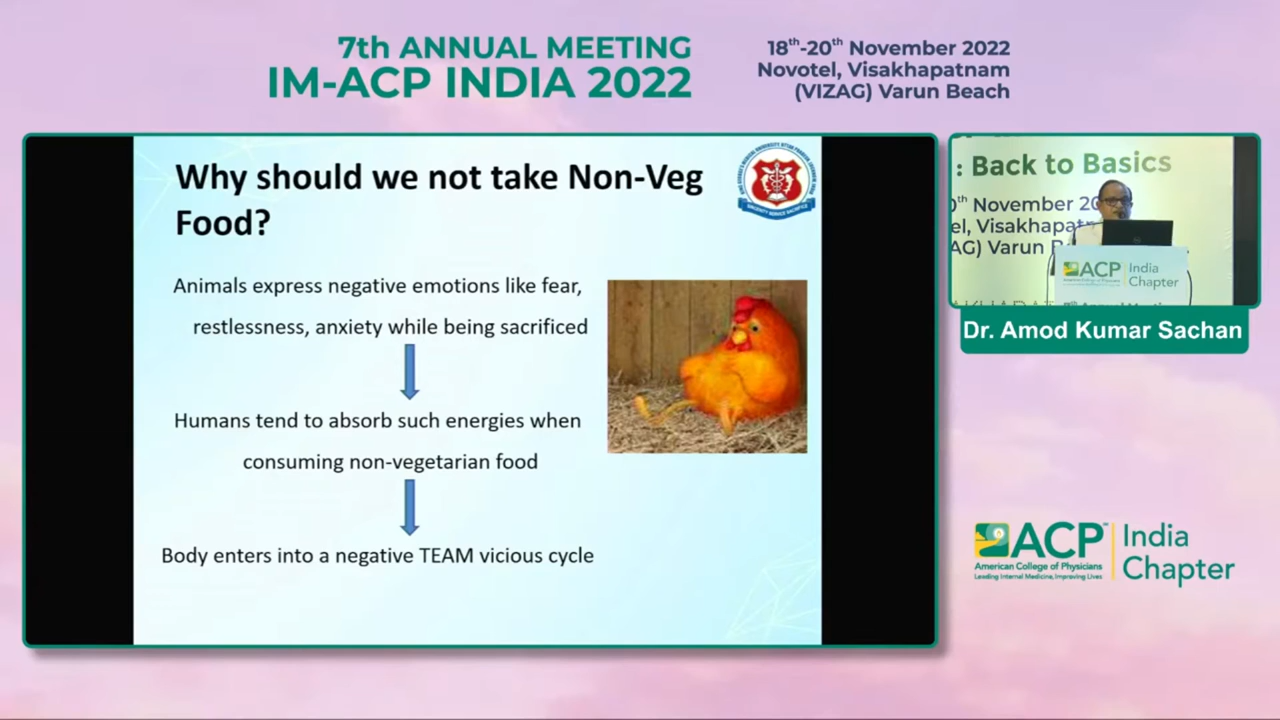 7th ANNUAL MEETING
IM-ACP INDIA 2022
18th-20th November 2022
Novotel, Visakhapatnam
(VIZAG) Varun Beach
Why should we not take Non-Veg
Food?
Animals express negative emotions like fear,
restlessness, anxiety while being sacrificed
Humans tend to absorb such energies when
consuming non-vegetarian food
Body enters into a negative TEAM vicious cycle
: Back to Basics
th November 20
el, Visakhapat
AG) Varun B
ACP India
Chapter
Dr. Amod Kumar Sachan
ACP
American College of Physicians
Leading Internal Medicine, Improving Lives
India
Chapter